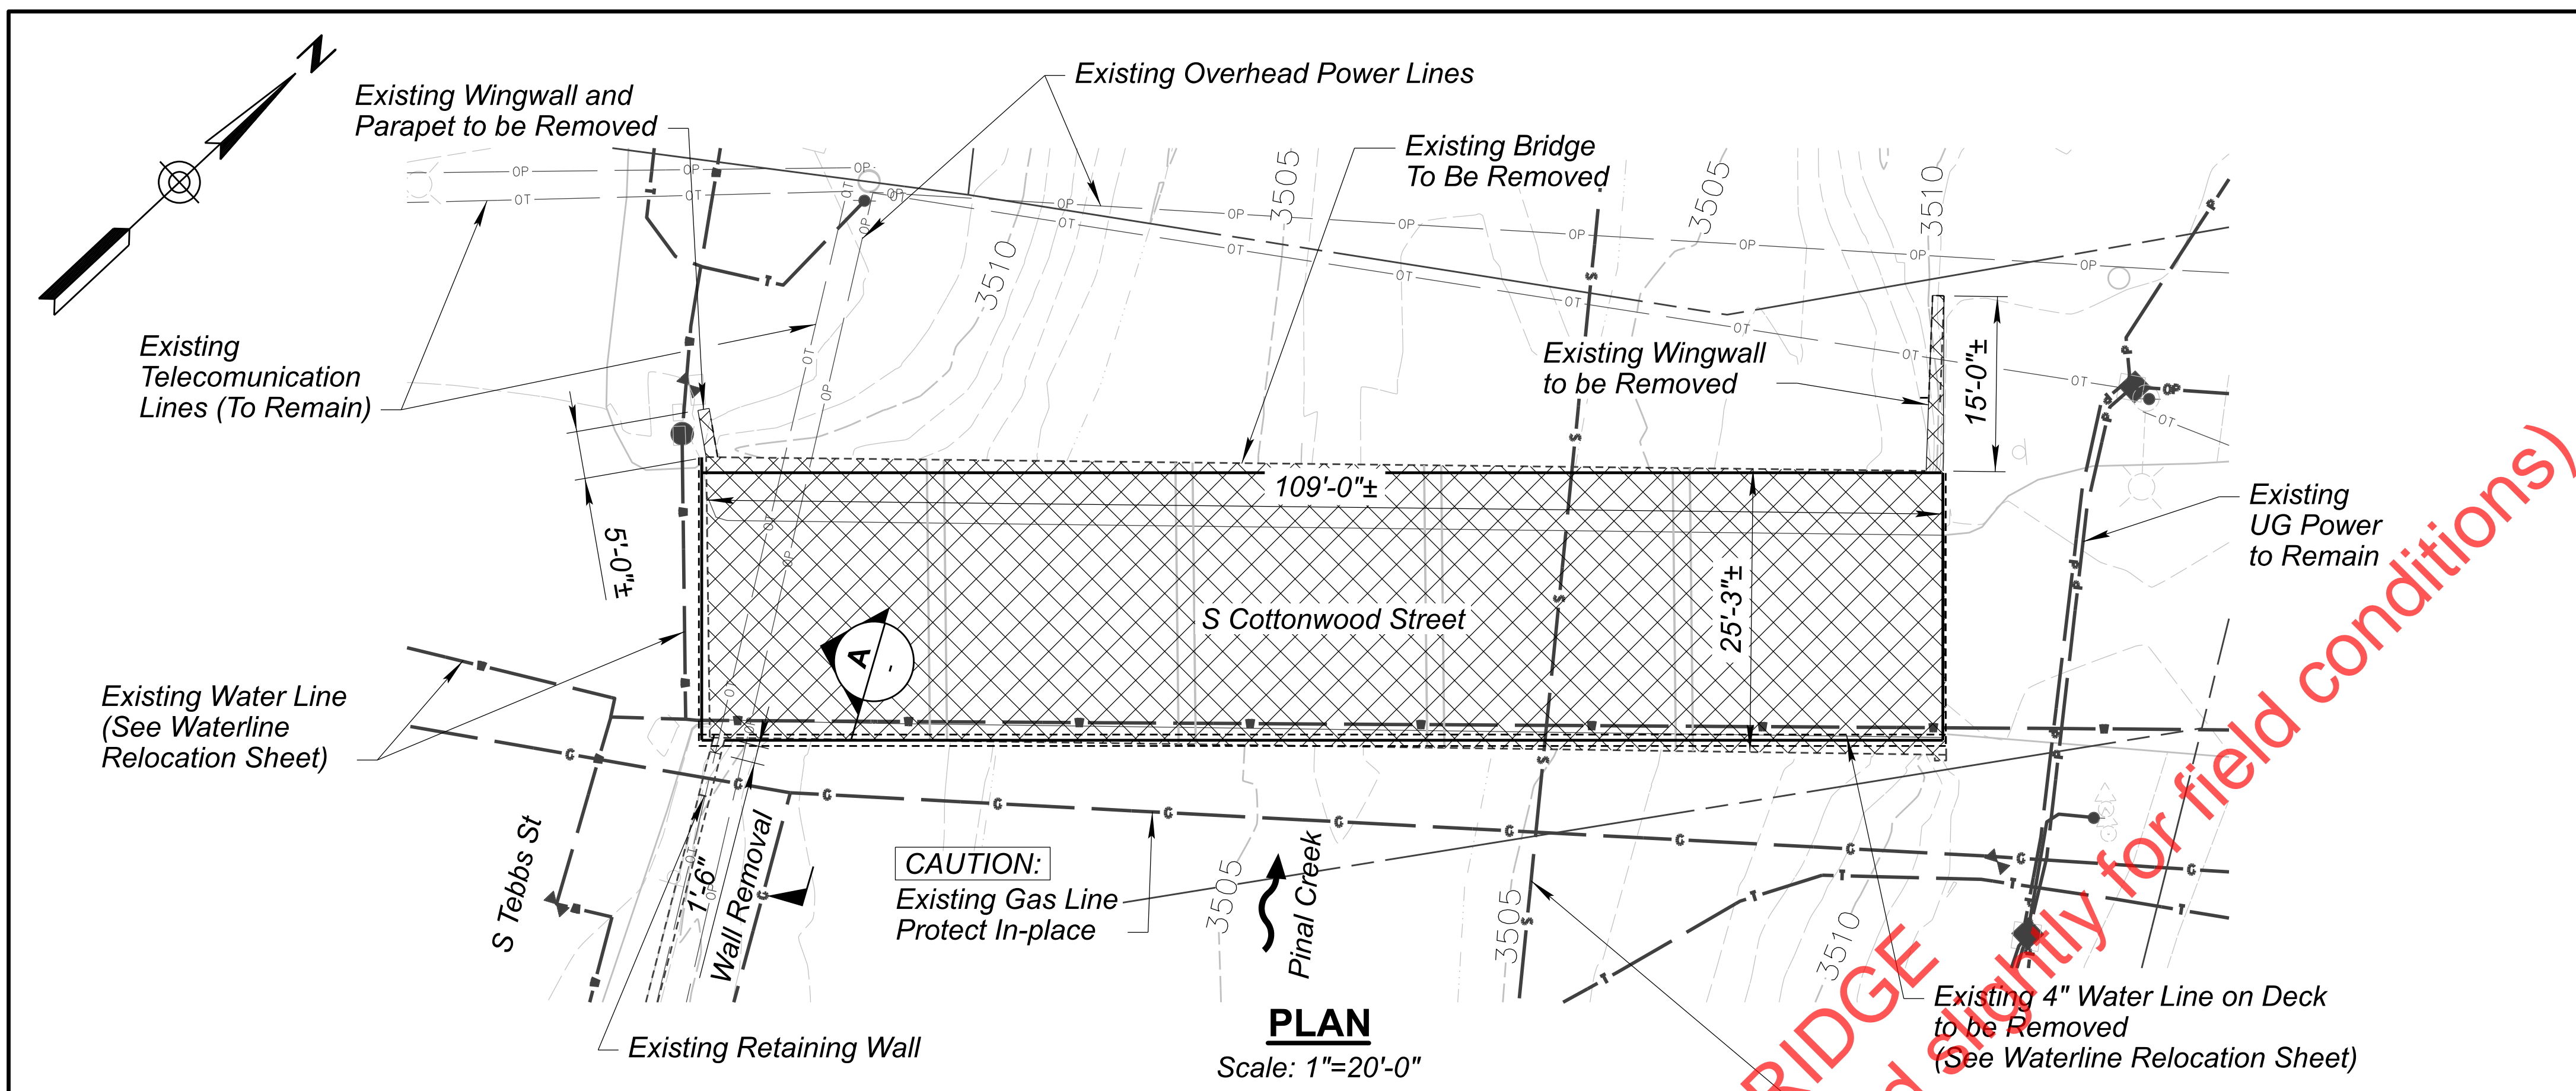 N
Existing Wingwall and
Parapet to be Removed
Existing Overhead Power Lines
Existing Bridge
To Be Removed
3505
3505
3510
3510
Existing
Telecomunication
Lines (To Remain)
Existing Wingwall
to be Removed
15'-0"±
5'-0"±
109'-0"±
25'-3"±
Existing
UG Power
to Remain
S Cottonwood Street
A
-
Existing Water Line
(See Waterline
Relocation Sheet)
S Tebbs St
1'-6"
Wall Removal
CAUTION:
Existing Gas Line
Protect In-place
3505
Pinal Creek
3505
3510
Existing 4" Water Line on Deck
to be Removed
(See Waterline Relocation Sheet)
Existing Retaining Wall
PLAN
Scale: 1"=20'-0"
RIDGE
slightly for field conditions)
OP
OT
W
T
S
G
P